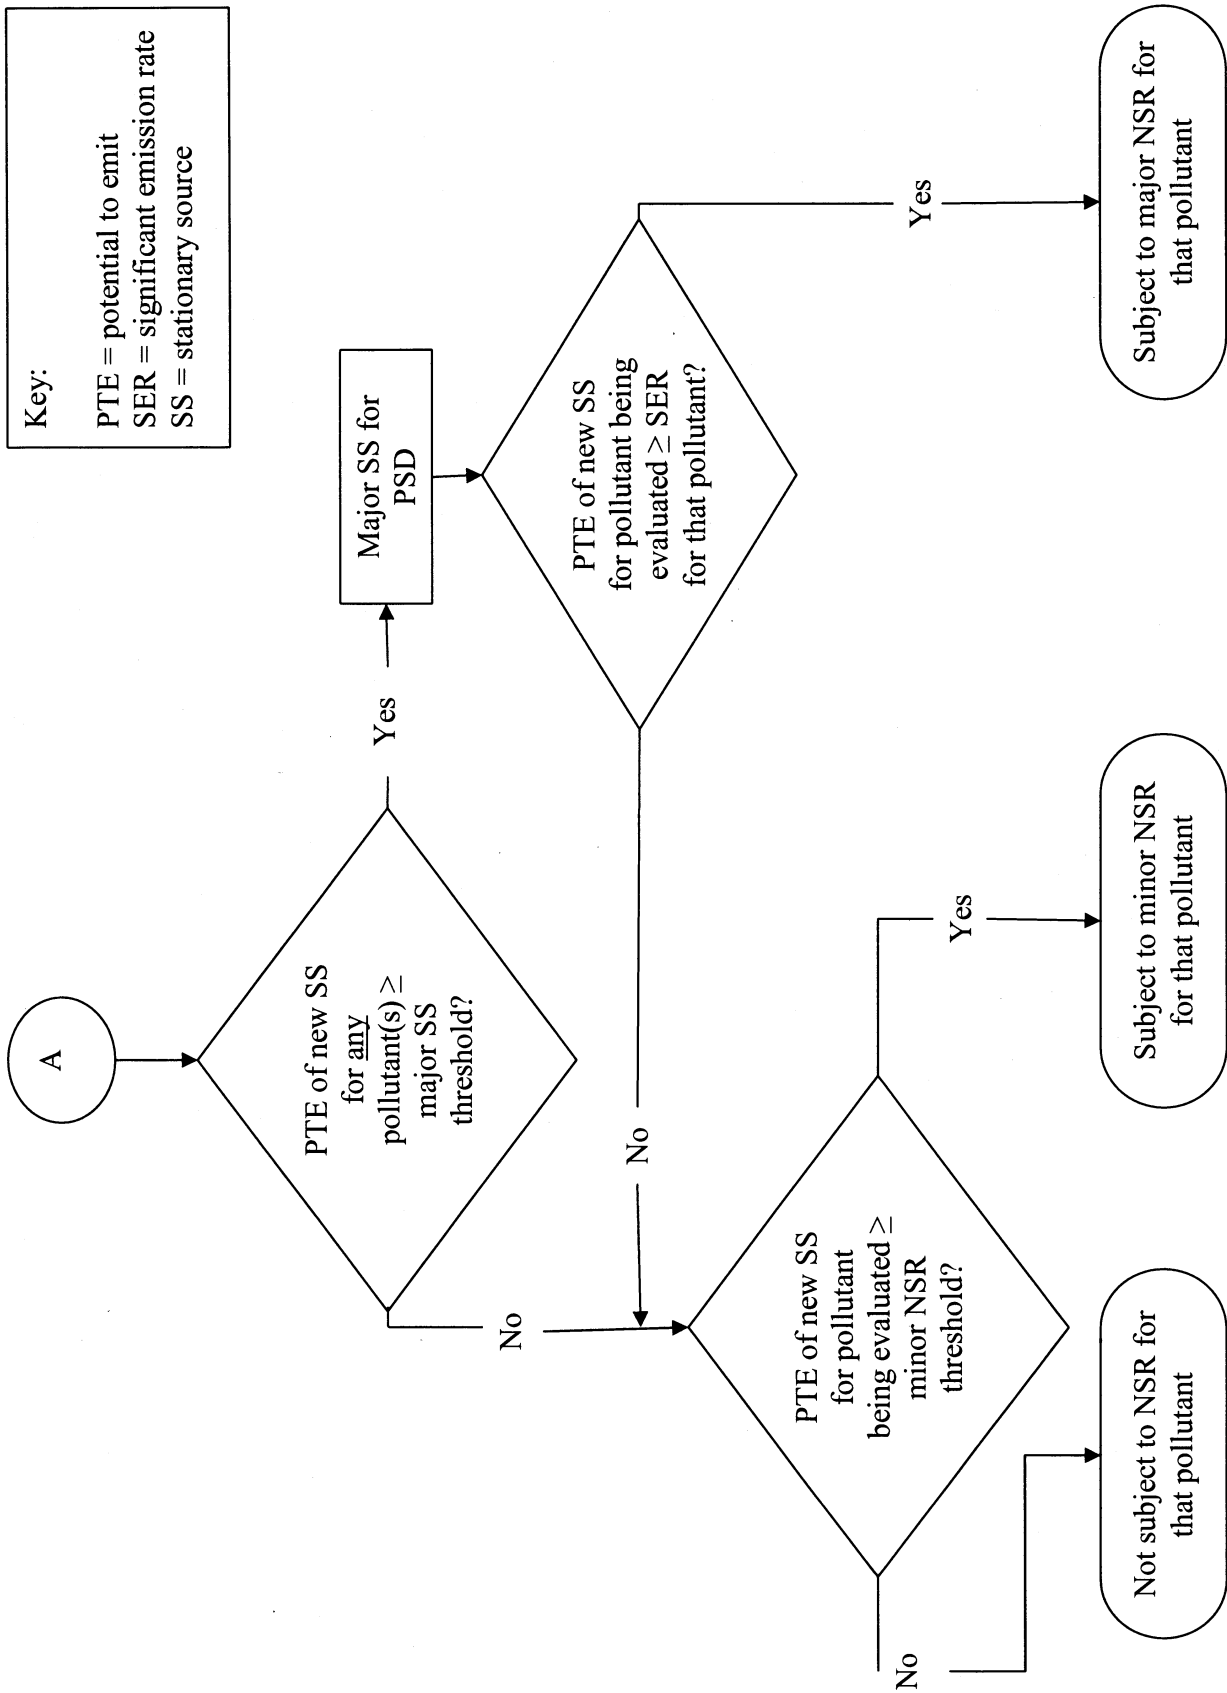 Key:
PTE = potential to emit
SER = significant emission rate
SS = stationary source
A
PTE of new SS
for any
pollutant(s) ≥
major SS
threshold?
Yes
Major SS for
PSD
No
PTE of new SS
for pollutant being
evaluated ≥ SER
for that pollutant?
No
Yes
PTE of new SS
for pollutant
being evaluated ≥
minor NSR
threshold?
No
Yes
Not subject to NSR for
that pollutant
Subject to minor NSR
for that pollutant
Subject to major NSR for
that pollutant